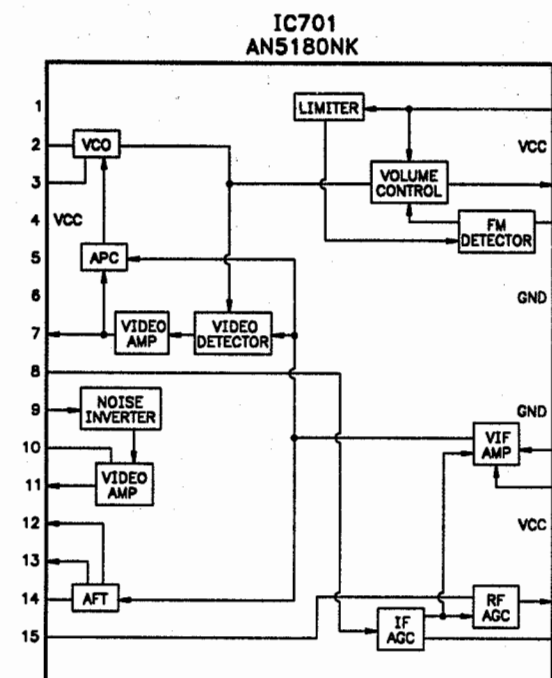 IC701
AN5180NK
1
LIMITER
2
VCO
VCC
3
VOLUME
CONTROL
4
VCC
FM
DETECTOR
5
APC
6
GND
7
VIDEO
AMP
VIDEO
DETECTOR
8
9
NOISE
INVERTER
GND
10
VIF
AMP
11
VIDEO
AMP
12
VCC
13
14
AFT
RF
AGC
15
IF
AGC